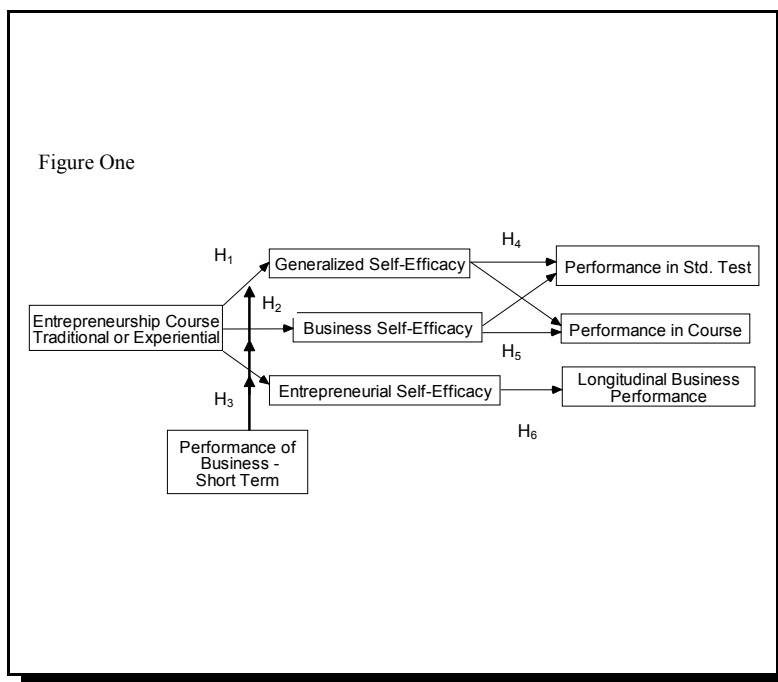 Figure One
H₁
H₄
Generalized Self-Efficacy
Performance in Std. Test
H₂
Entrepreneurship Course
Traditional or Experiential
Business Self-Efficacy
Performance in Course
H₅
H₃
Entrepreneurial Self-Efficacy
Longitudinal Business
Performance
H₆
Performance of
Business -
Short Term